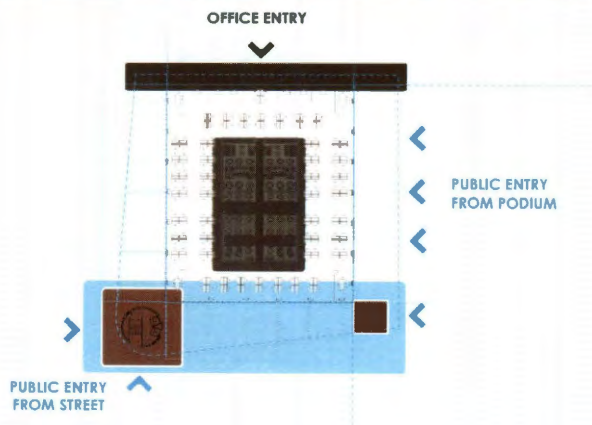 OFFICE ENTRY
PUBLIC ENTRY
FROM PODIUM
PUBLIC ENTRY
FROM STREET